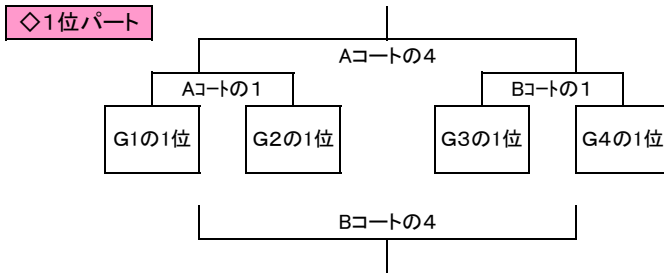 ◇１位パート
Aコートの４
Aｺｰﾄの１
Bｺｰﾄの１
G１の１位
G２の１位
G３の１位
G４の１位
Bコートの４